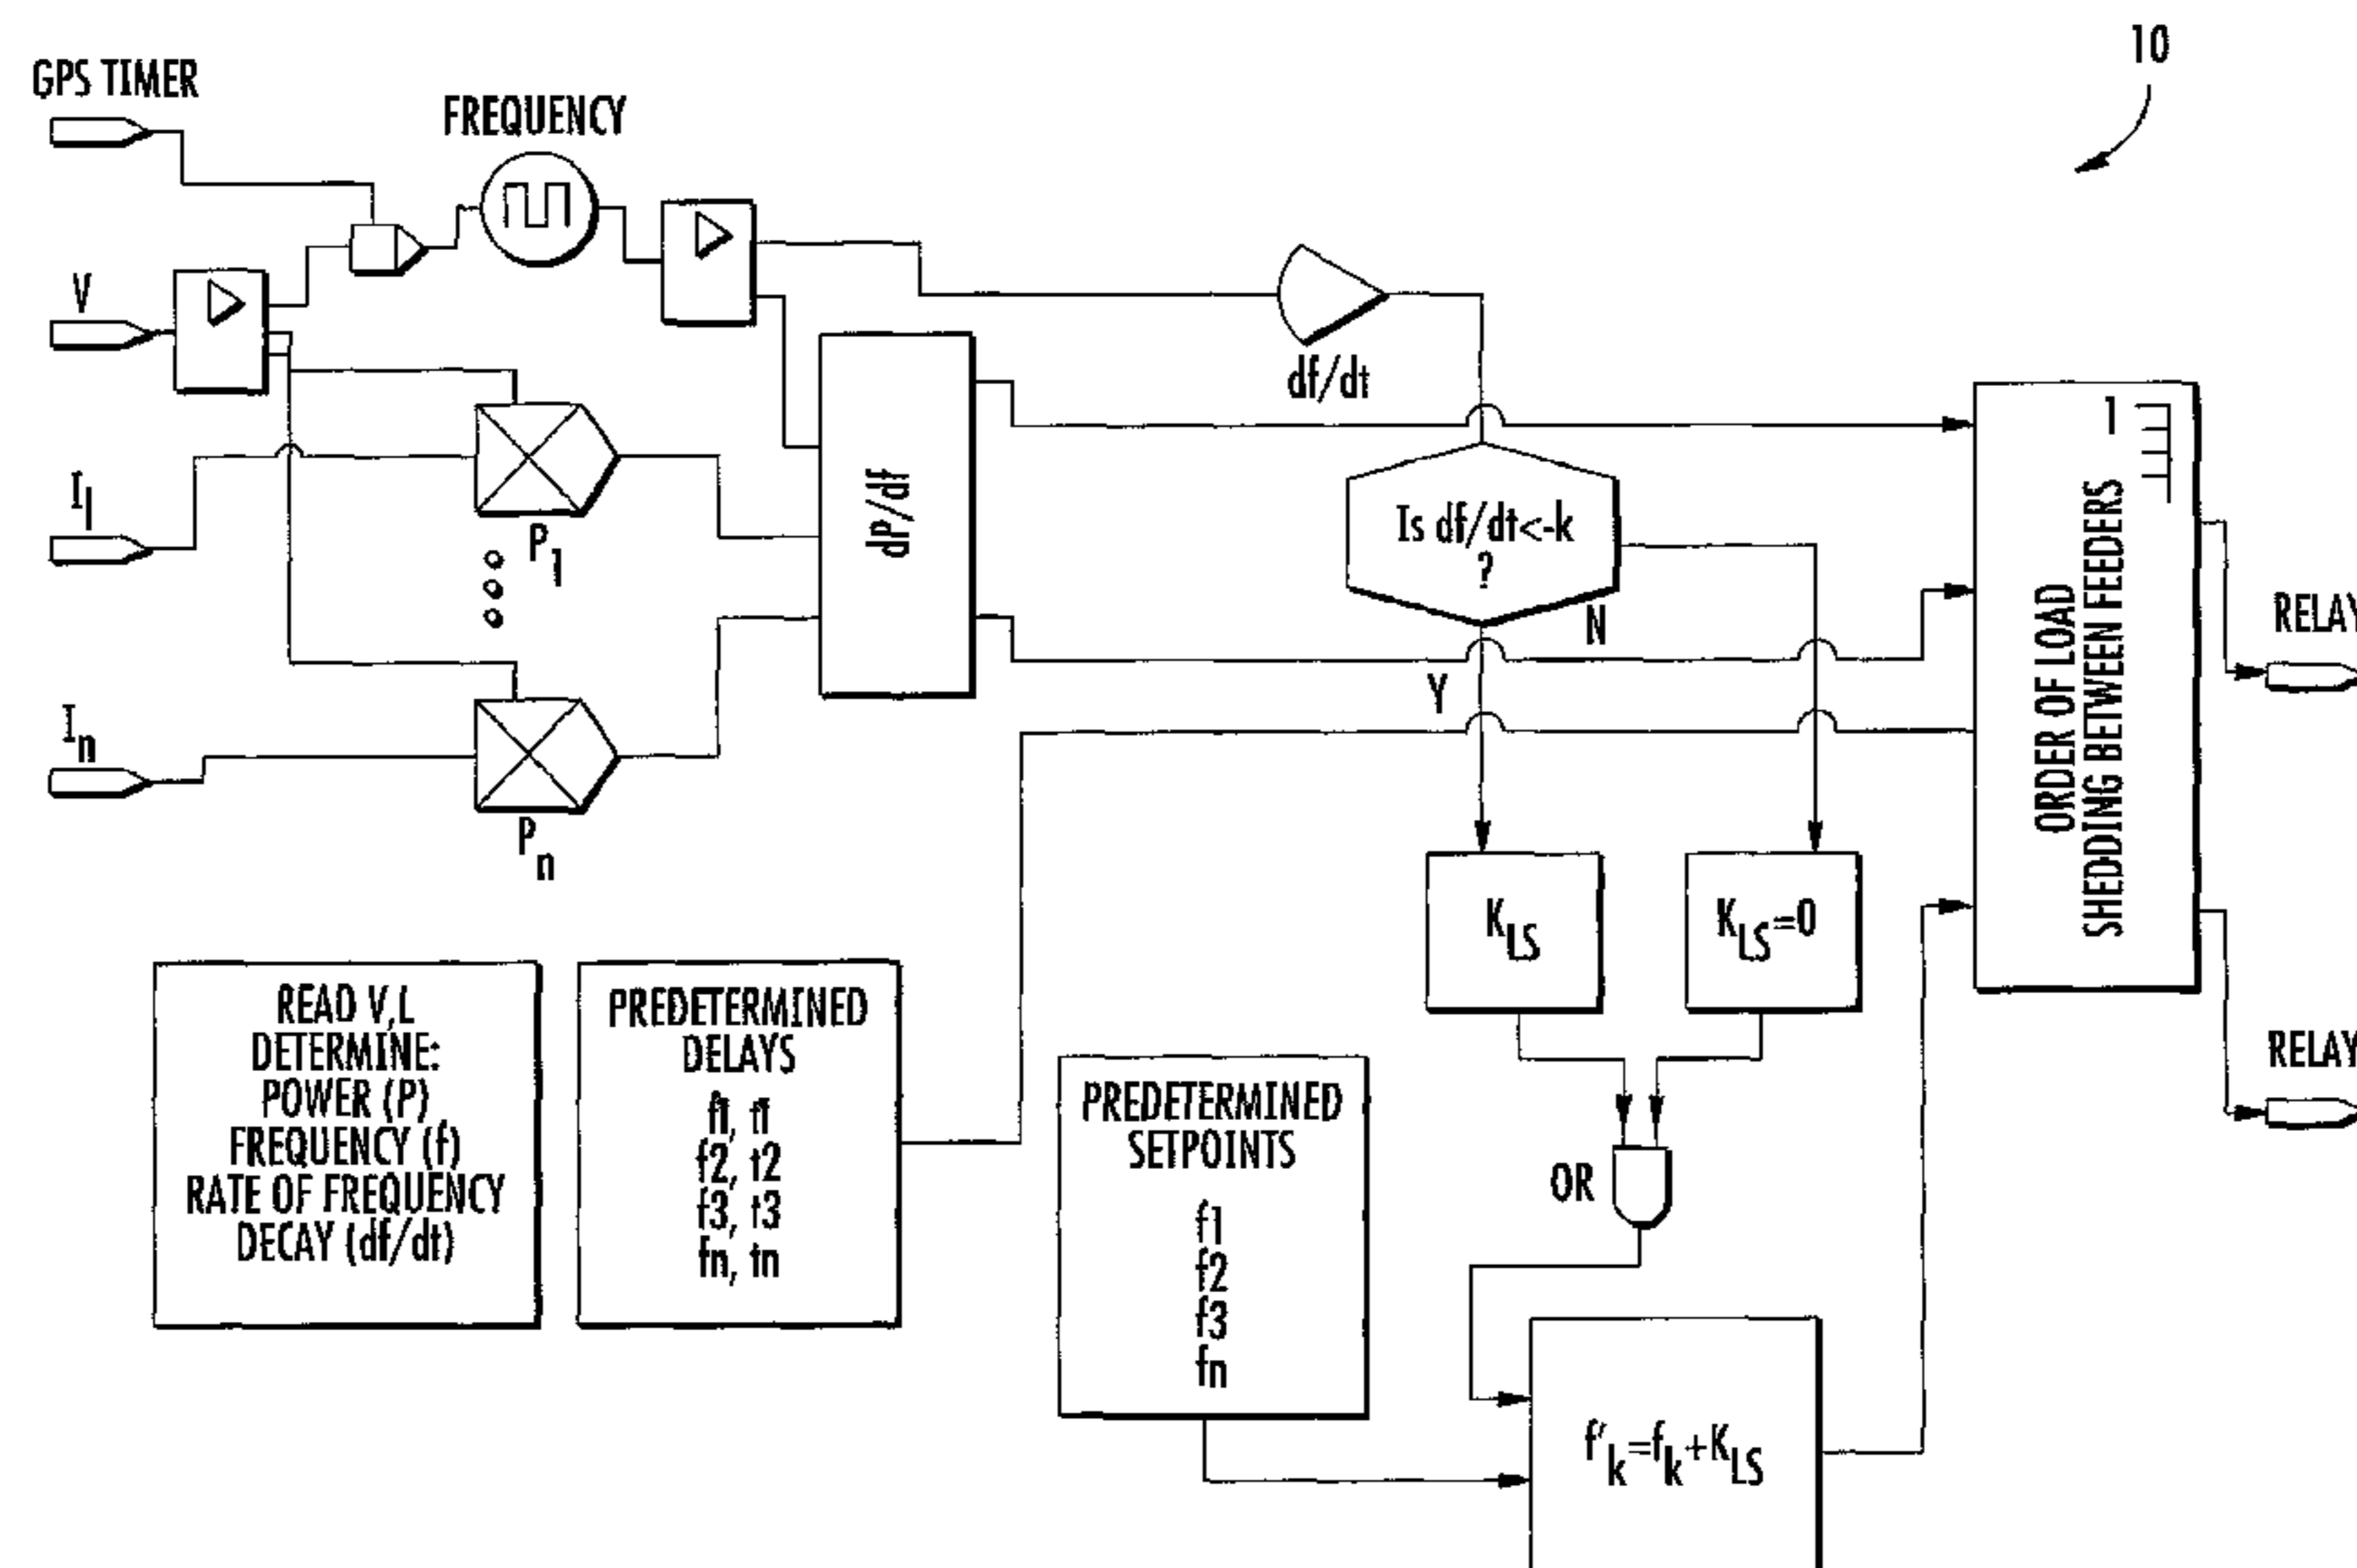 10
GPS TIMER
FREQUENCY
V
df/dt
I1
P1
dP/df
Is df/dt<-k
?
N
Y
1
ORDER OF LOAD
SHEDDING BETWEEN FEEDERS
RELAY
In
Pn
KLS
KLS=0
READ V,L
DETERMINE:
POWER (P)
FREQUENCY (f)
RATE OF FREQUENCY
DECAY (df/dt)
PREDETERMINED
DELAYS
f1, t1
f2, t2
f3, t3
fn, tn
PREDETERMINED
SETPOINTS
f1
f2
f3
fn
OR
RELAY
f'k=fk+KLS